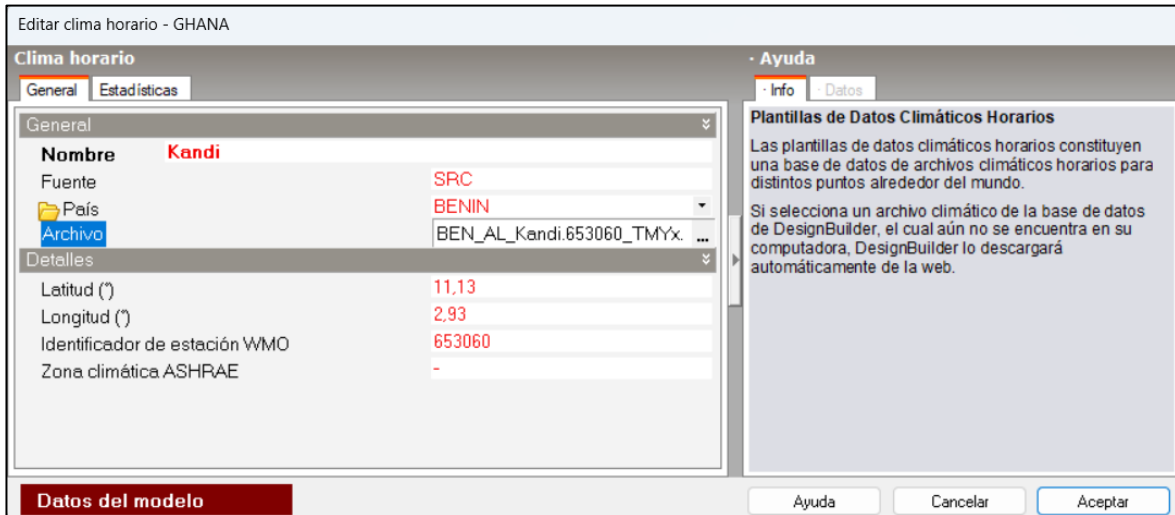 Editar clima horario - GHANA
Clima horario
General Estadísticas
General
Nombre Kandi
Fuente SRC
País BENIN
Archivo BEN_AL_Kandi.653060_TMYx. ...
Detalles
Latitud (°) 11,13
Longitud (°) 2,93
Identificador de estación WMO 653060
Zona climática ASHRAE -
Datos del modelo
· Ayuda
· Info · Datos
Plantillas de Datos Climáticos Horarios
Las plantillas de datos climáticos horarios constituyen
una base de datos de archivos climáticos horarios para
distintos puntos alrededor del mundo.
Si selecciona un archivo climático de la base de datos
de DesignBuilder, el cual aún no se encuentra en su
computadora, DesignBuilder lo descargará
automáticamente de la web.
Ayuda Cancelar Aceptar